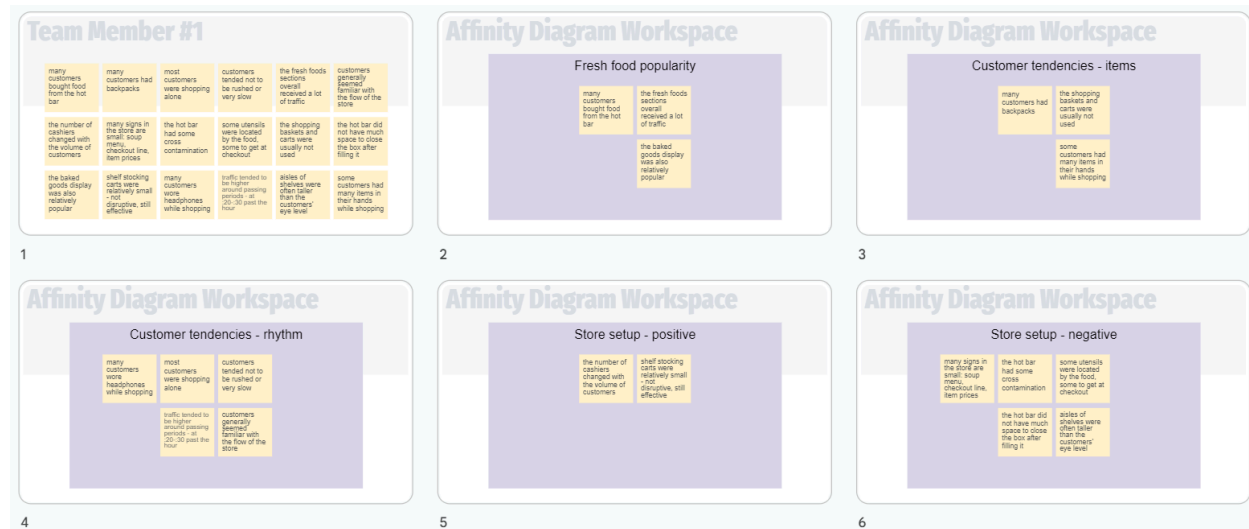 Team Member #1
many
customers
bought food
from the hot
bar
many
customers had
backpacks
most
customers
were shopping
alone
customers
tended not to
be rushed or
very slow
the fresh foods
sections
overall
received a lot
of traffic
customers
generally
seemed
familiar with
the flow of the
store
the number of
cashiers
changed with
the volume of
customers
many signs in
the store are
small: soup
menu,
checkout line,
item prices
the hot bar
had some
cross
contamination
some utensils
were located
by the food,
some to get at
checkout
the shopping
baskets and
carts were
usually not
used
the hot bar did
not have much
space to close
the box after
filling it
the baked
goods display
was also
relatively
popular
shelf stocking
carts were
relatively small
- not
disruptive, still
effective
many
customers
wore
headphones
while shopping
traffic tended to
be higher
around passing
periods - at
:20-:30 past the
hour
aisles of
shelves were
often taller
than the
customers'
eye level
some
customers had
many items in
their hands
while shopping
1
Affinity Diagram Workspace
Fresh food popularity
many
customers
bought food
from the hot
bar
the fresh foods
sections
overall
received a lot
of traffic
the baked
goods display
was also
relatively
popular
2
Affinity Diagram Workspace
Customer tendencies - items
many
customers had
backpacks
the shopping
baskets and
carts were
usually not
used
some
customers had
many items in
their hands
while shopping
3
Affinity Diagram Workspace
Customer tendencies - rhythm
many
customers
wore
headphones
while shopping
most
customers
were shopping
alone
customers
tended not to
be rushed or
very slow
traffic tended to
be higher
around passing
periods - at
:20-:30 past the
hour
customers
generally
seemed
familiar with
the flow of the
store
4
Affinity Diagram Workspace
Store setup - positive
the number of
cashiers
changed with
the volume of
customers
shelf stocking
carts were
relatively small
- not
disruptive, still
effective
5
Affinity Diagram Workspace
Store setup - negative
many signs in
the store are
small: soup
menu,
checkout line,
item prices
the hot bar
had some
cross
contamination
some utensils
were located
by the food,
some to get at
checkout
the hot bar did
not have much
space to close
the box after
filling it
aisles of
shelves were
often taller
than the
customers'
eye level
6